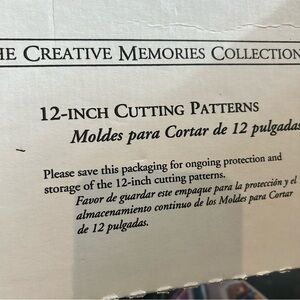 HE CREATIVE MEMORIES COLLECTION
12-INCH CUTTING PATTERNS
Moldes para Cortar de 12 pulgadas
Please save this packaging for ongoing protection and
storage of the 12-inch cutting patterns.
Favor de guardar este empaque para la protección y el
almacenamiento continuo de los Moldes para Cortar
de 12 pulgadas.